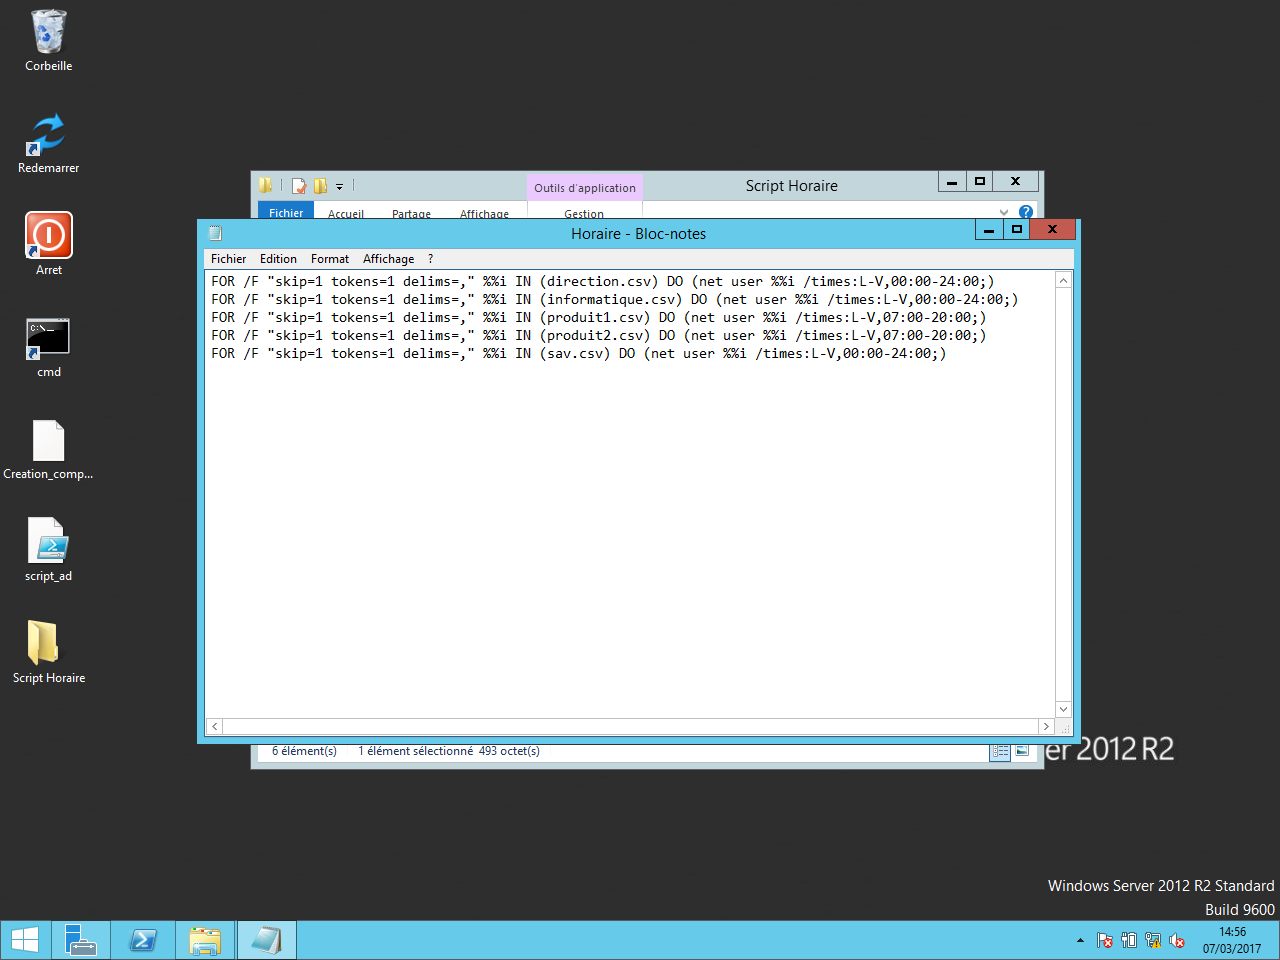 Corbeille
Redemarrer
Arret
C:\_
cmd
Creation_comp...
script_ad
Script Horaire
Outils d'application
Script Horaire
Fichier
Accueil
Partage
Affichage
Gestion
Horaire - Bloc-notes
Fichier Edition Format Affichage ?
FOR /F "skip=1 tokens=1 delims=," %%i IN (direction.csv) DO (net user %%i /times:L-V,00:00-24:00;)
FOR /F "skip=1 tokens=1 delims=," %%i IN (informatique.csv) DO (net user %%i /times:L-V,00:00-24:00;)
FOR /F "skip=1 tokens=1 delims=," %%i IN (produit1.csv) DO (net user %%i /times:L-V,07:00-20:00;)
FOR /F "skip=1 tokens=1 delims=," %%i IN (produit2.csv) DO (net user %%i /times:L-V,07:00-20:00;)
FOR /F "skip=1 tokens=1 delims=," %%i IN (sav.csv) DO (net user %%i /times:L-V,00:00-24:00;)
6 élément(s) 1 élément sélectionné 493 octet(s)
er 2012 R2
Windows Server 2012 R2 Standard
Build 9600
14:56
07/03/2017